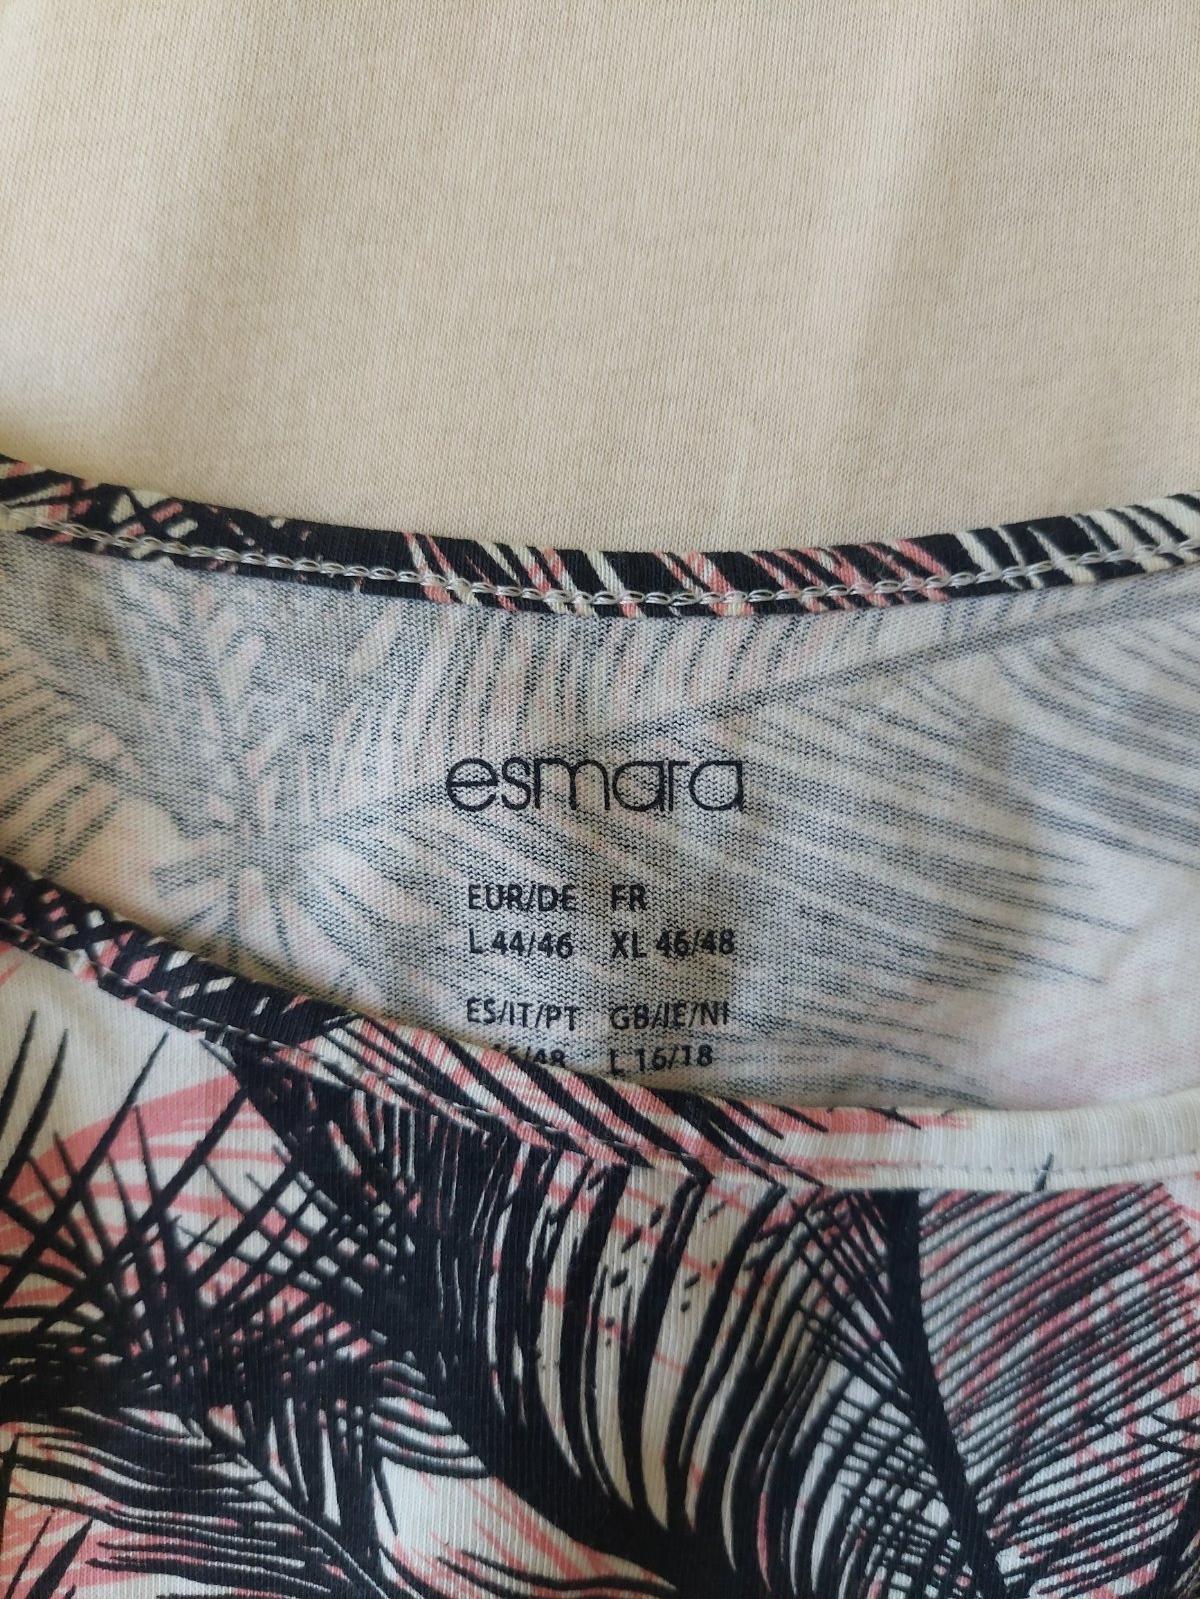 esmara
EUR/DE FR
L 44/46 XL 46/48
ES/IT/PT GB/IE/NI
L 16/18